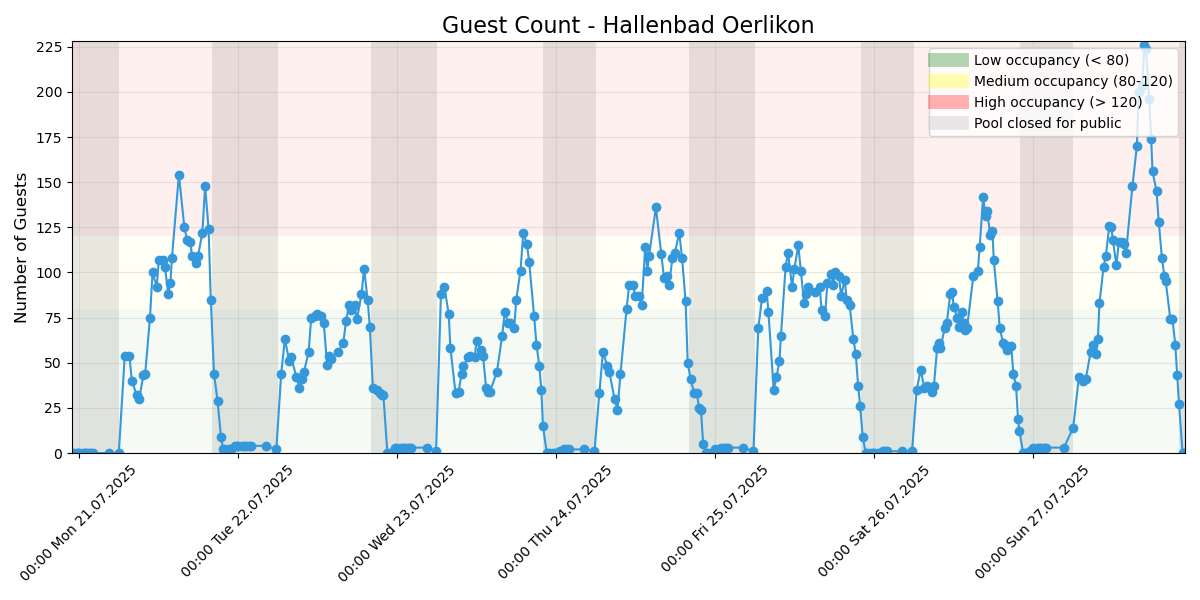 Guest Count - Hallenbad Oerlikon
Number of Guests
225
200
175
150
125
100
75
50
25
0
Low occupancy (< 80)
Medium occupancy (80-120)
High occupancy (> 120)
Pool closed for public
00:00 Mon 21.07.2025
00:00 Tue 22.07.2025
00:00 Wed 23.07.2025
00:00 Thu 24.07.2025
00:00 Fri 25.07.2025
00:00 Sat 26.07.2025
00:00 Sun 27.07.2025